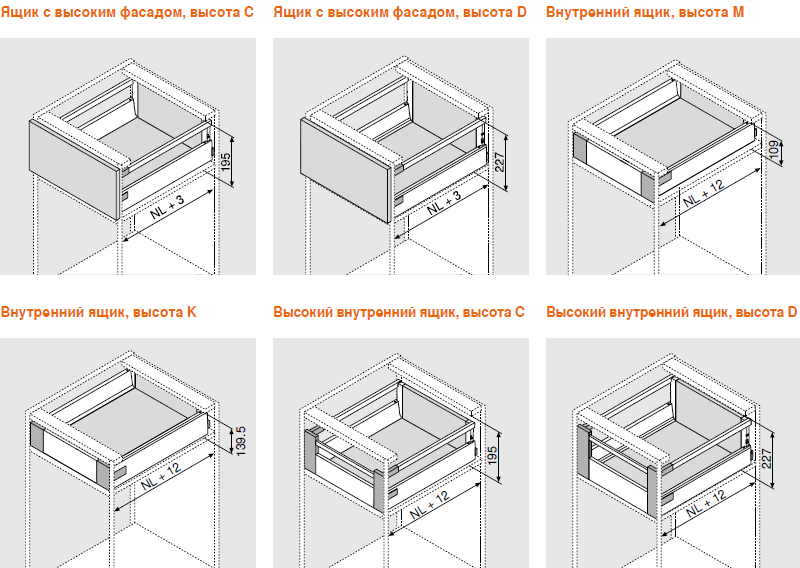 Ящик с высоким фасадом, высота C
Ящик с высоким фасадом, высота D
Внутренний ящик, высота M
195
NL + 3
227
NL + 3
109
NL + 12
Внутренний ящик, высота K
Высокий внутренний ящик, высота C
Высокий внутренний ящик, высота D
139.5
NL + 12
195
NL + 12
227
NL + 12